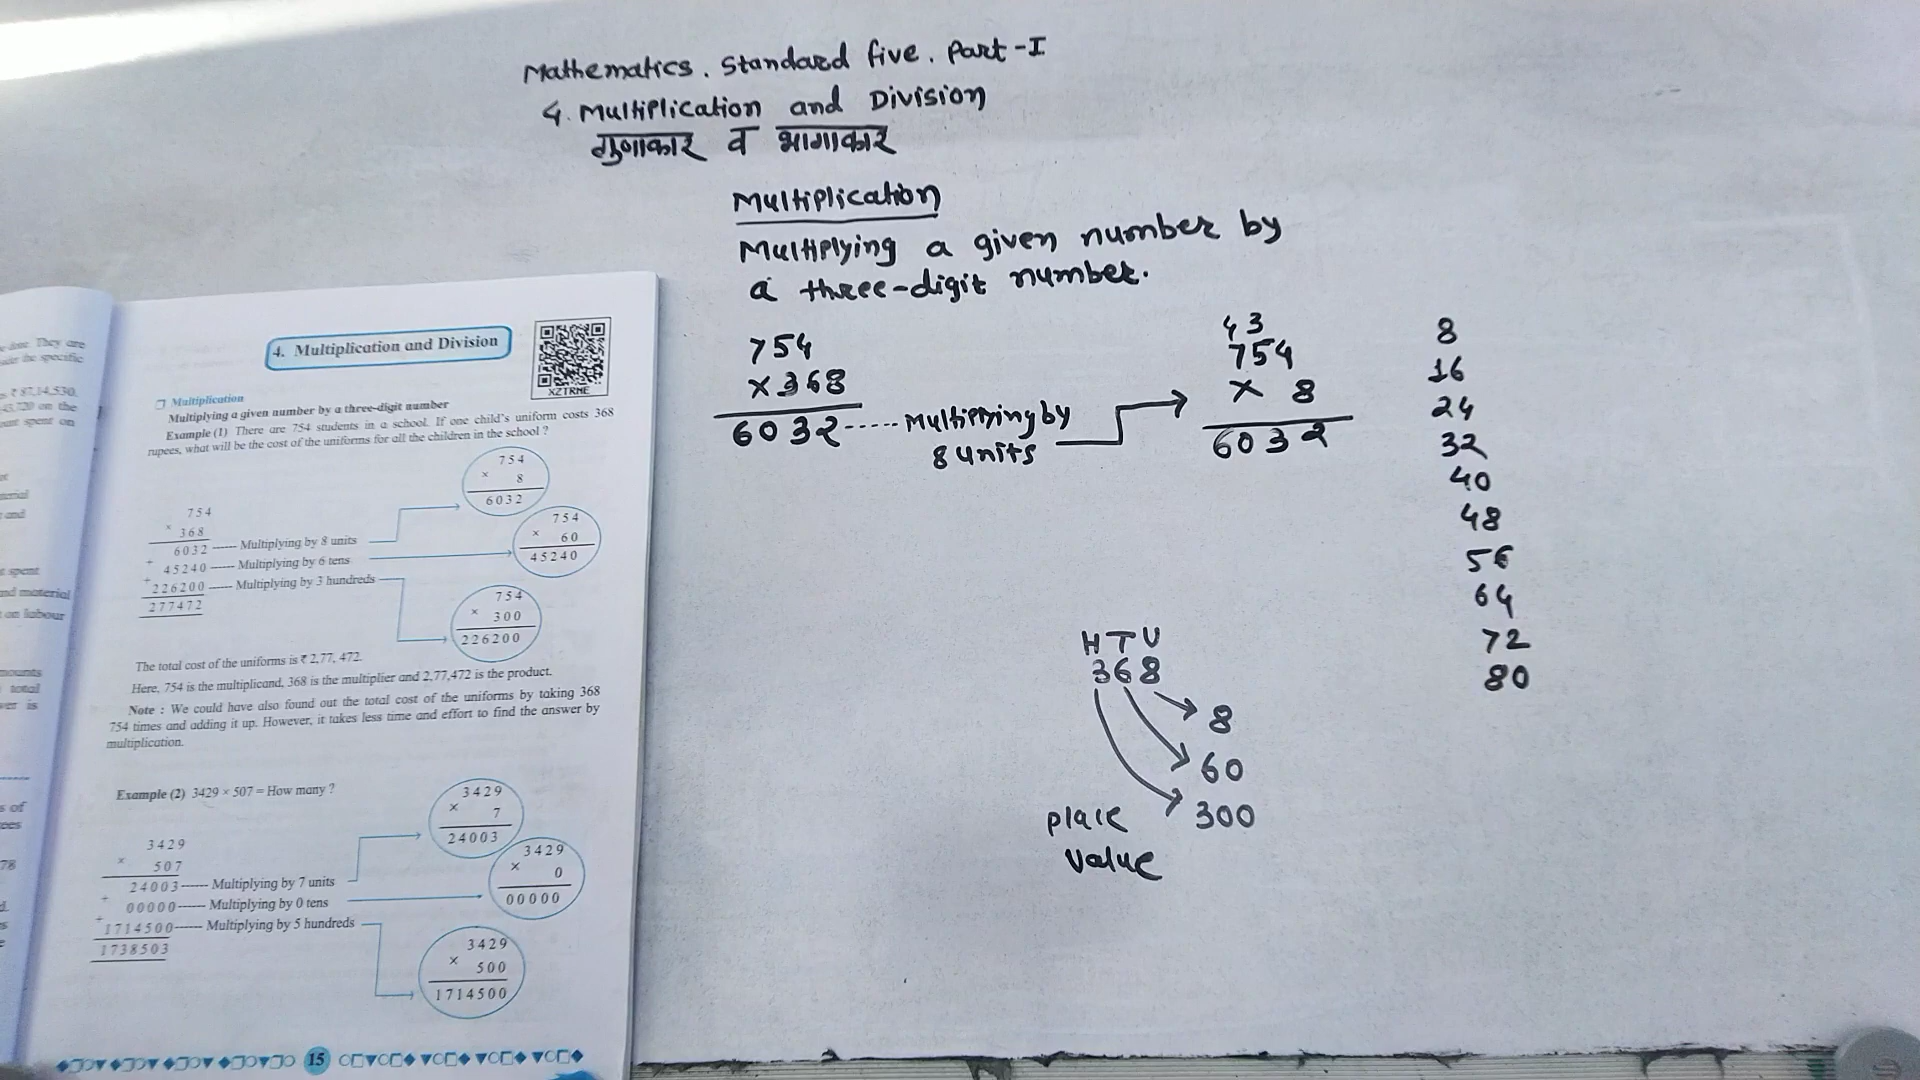 Mathematics. Standard five. Part-I
4. Multiplication and Division
गुणाकार व भागाकार
Multiplication
Multiplying a given number by
a three-digit number.
754
×368
6032 ----- Multiplying by
8 units
43
754
× 8
6032
8
16
24
32
40
48
56
64
72
80
HTU
368
8
60
300
place
value
4. Multiplication and Division
XZTRHE
Multiplication
Multiplying a given number by a three-digit number
Example (1) There are 754 students in a school. If one child's uniform costs 368
rupees, what will be the cost of the uniforms for all the children in the school ?
754
× 368
6032 ------ Multiplying by 8 units
+ 45240 ------ Multiplying by 6 tens
+ 226200 ------ Multiplying by 3 hundreds
277472
754
× 8
6032
754
× 60
45240
754
× 300
226200
The total cost of the uniforms is ₹ 2,77, 472.
Here, 754 is the multiplicand, 368 is the multiplier and 2,77,472 is the product.
Note : We could have also found out the total cost of the uniforms by taking 368
754 times and adding it up. However, it takes less time and effort to find the answer by
multiplication.
Example (2) 3429 × 507 = How many ?
3429
× 507
24003 ------ Multiplying by 7 units
+ 00000 ------ Multiplying by 0 tens
+ 1714500 ------ Multiplying by 5 hundreds
1738503
3429
× 7
24003
3429
× 0
00000
3429
× 500
1714500
15